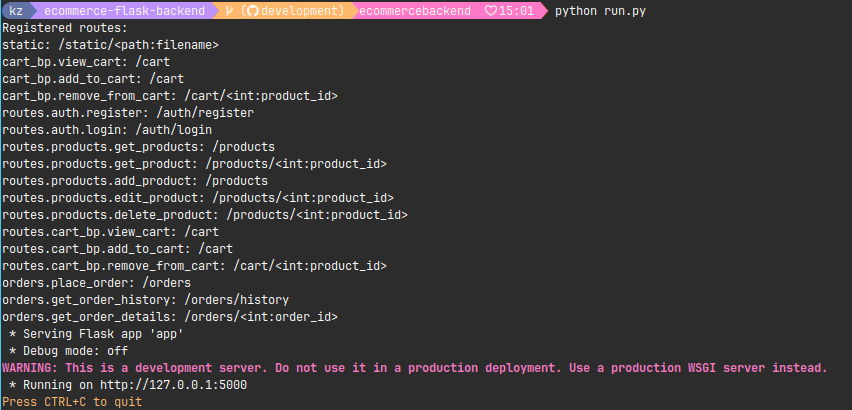 kz ecommerce-flask-backend (development) ecommercebackend 15:01 python run.py
Registered routes:
static: /static/<path:filename>
cart_bp.view_cart: /cart
cart_bp.add_to_cart: /cart
cart_bp.remove_from_cart: /cart/<int:product_id>
routes.auth.register: /auth/register
routes.auth.login: /auth/login
routes.products.get_products: /products
routes.products.get_product: /products/<int:product_id>
routes.products.add_product: /products
routes.products.edit_product: /products/<int:product_id>
routes.products.delete_product: /products/<int:product_id>
routes.cart_bp.view_cart: /cart
routes.cart_bp.add_to_cart: /cart
routes.cart_bp.remove_from_cart: /cart/<int:product_id>
orders.place_order: /orders
orders.get_order_history: /orders/history
orders.get_order_details: /orders/<int:order_id>
 * Serving Flask app 'app'
 * Debug mode: off
WARNING: This is a development server. Do not use it in a production deployment. Use a production WSGI server instead.
 * Running on http://127.0.0.1:5000
Press CTRL+C to quit